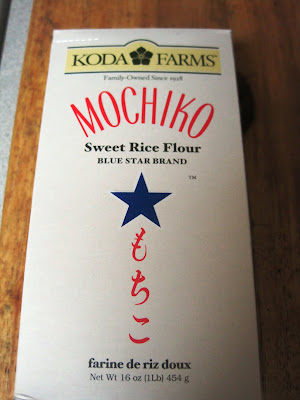 KODA FARMS®
Family-Owned Since 1928
MOCHIKO
Sweet Rice Flour
BLUE STAR BRAND
™
もちこ
farine de riz doux
Net Wt 16 oz (1Lb) 454 g